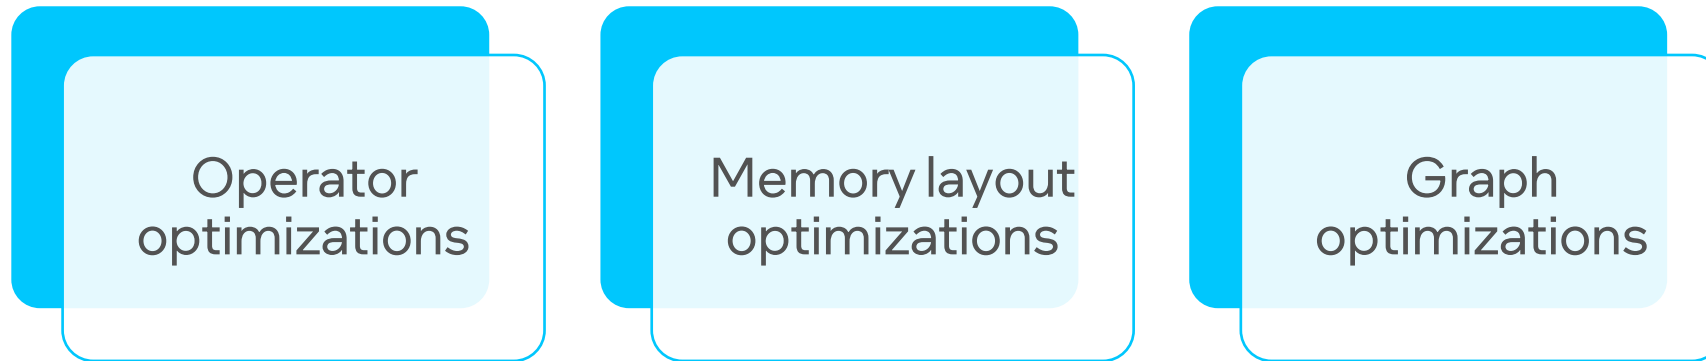 Operator
optimizations
Memory layout
optimizations
Graph
optimizations